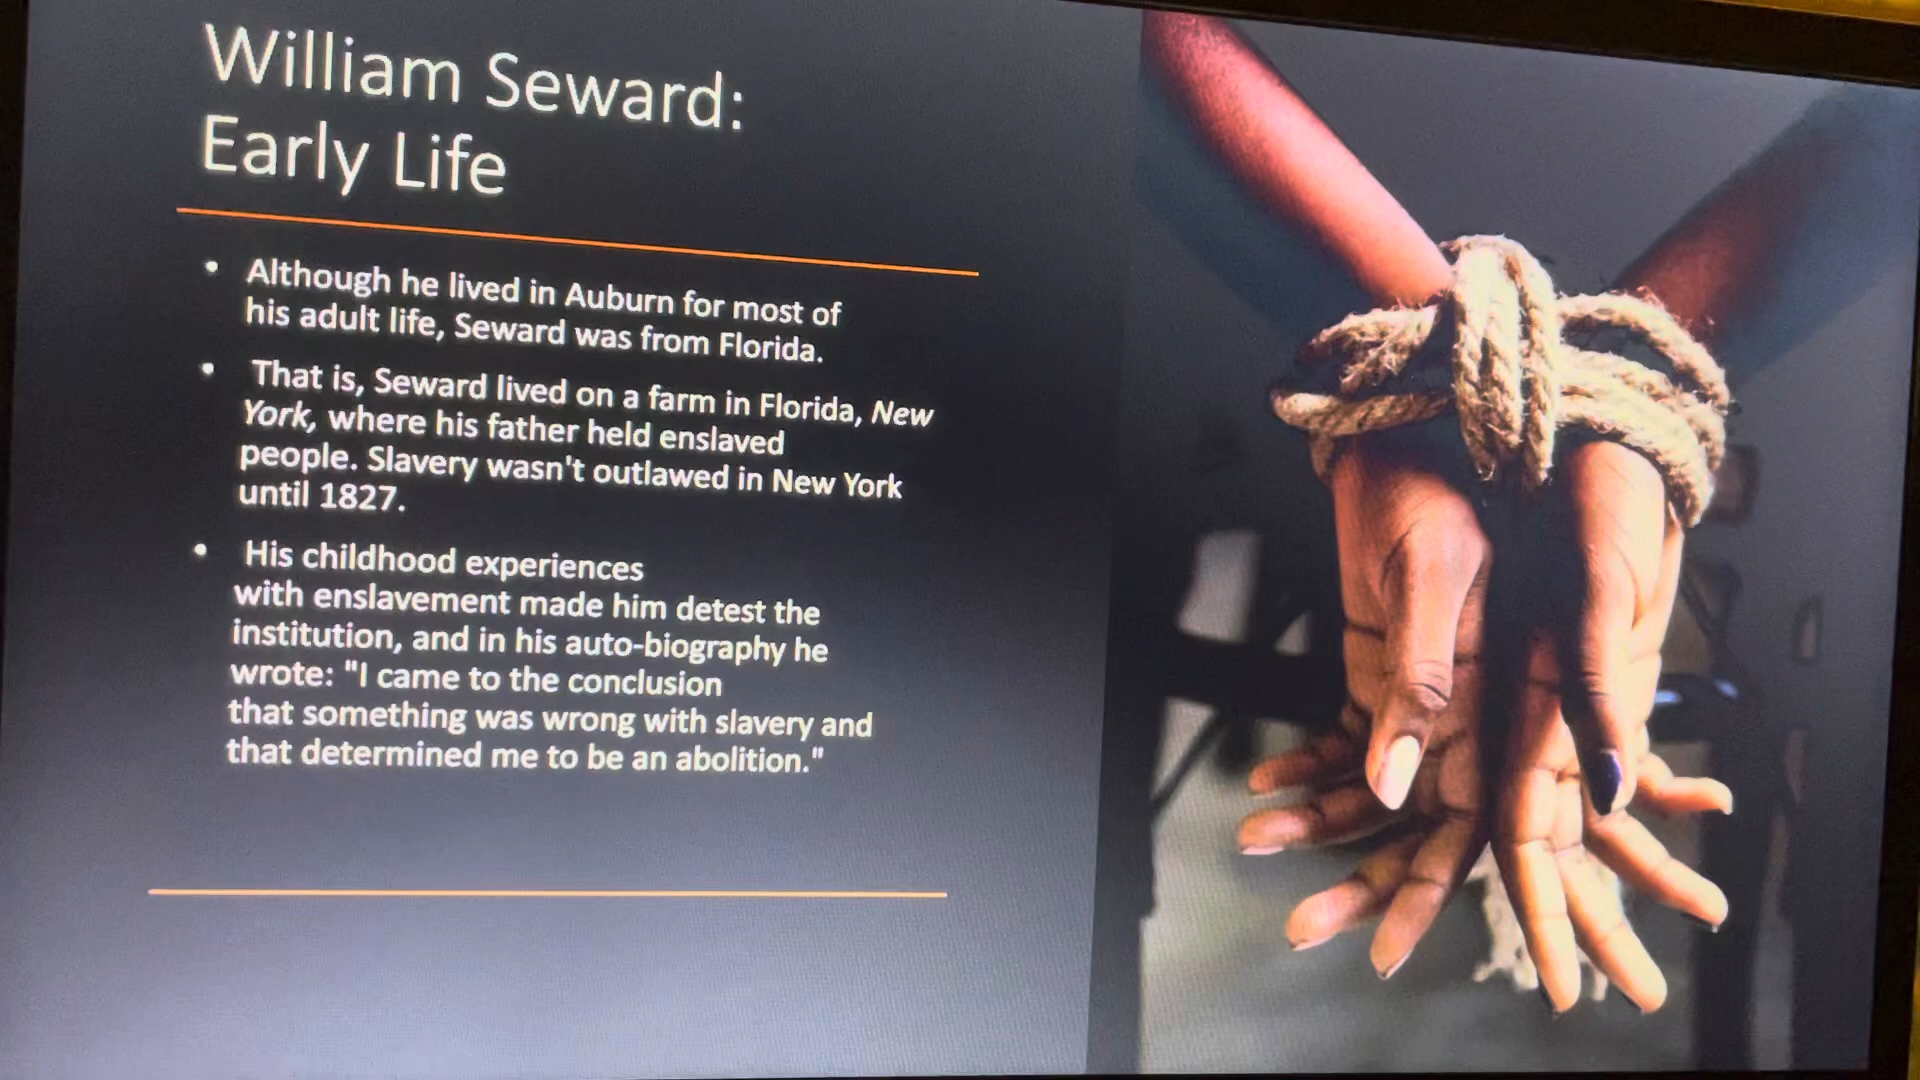 William Seward:
Early Life
• Although he lived in Auburn for most of
his adult life, Seward was from Florida.
• That is, Seward lived on a farm in Florida, New
York, where his father held enslaved
people. Slavery wasn't outlawed in New York
until 1827.
• His childhood experiences
with enslavement made him detest the
institution, and in his auto-biography he
wrote: "I came to the conclusion
that something was wrong with slavery and
that determined me to be an abolition."